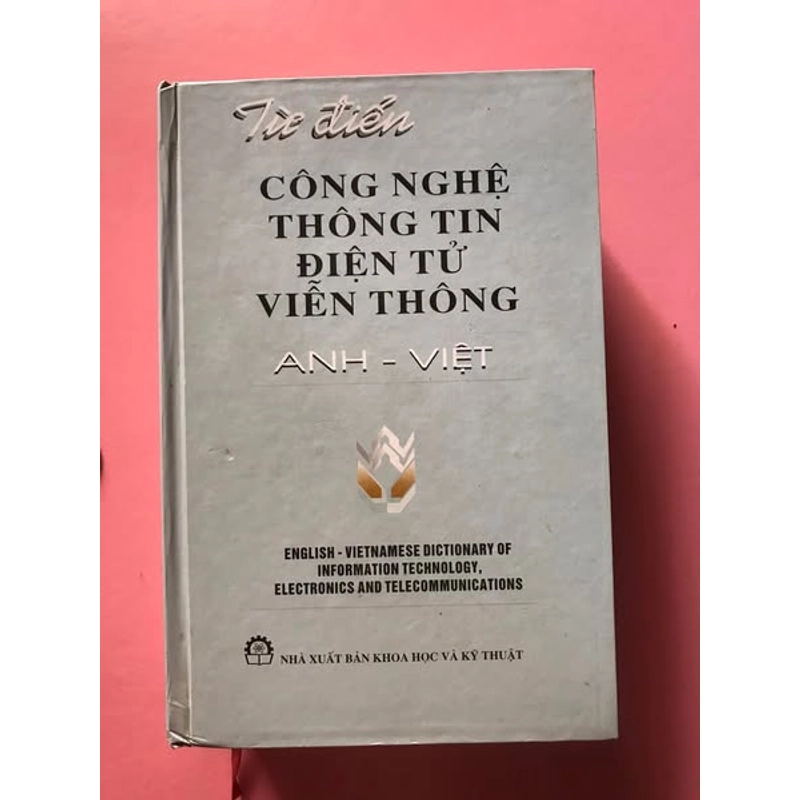 Từ điển
CÔNG NGHỆ
THÔNG TIN
ĐIỆN TỬ
VIỄN THÔNG
ANH - VIỆT
ENGLISH - VIETNAMESE DICTIONARY OF
INFORMATION TECHNOLOGY,
ELECTRONICS AND TELECOMMUNICATIONS
NHÀ XUẤT BẢN KHOA HỌC VÀ KỸ THUẬT